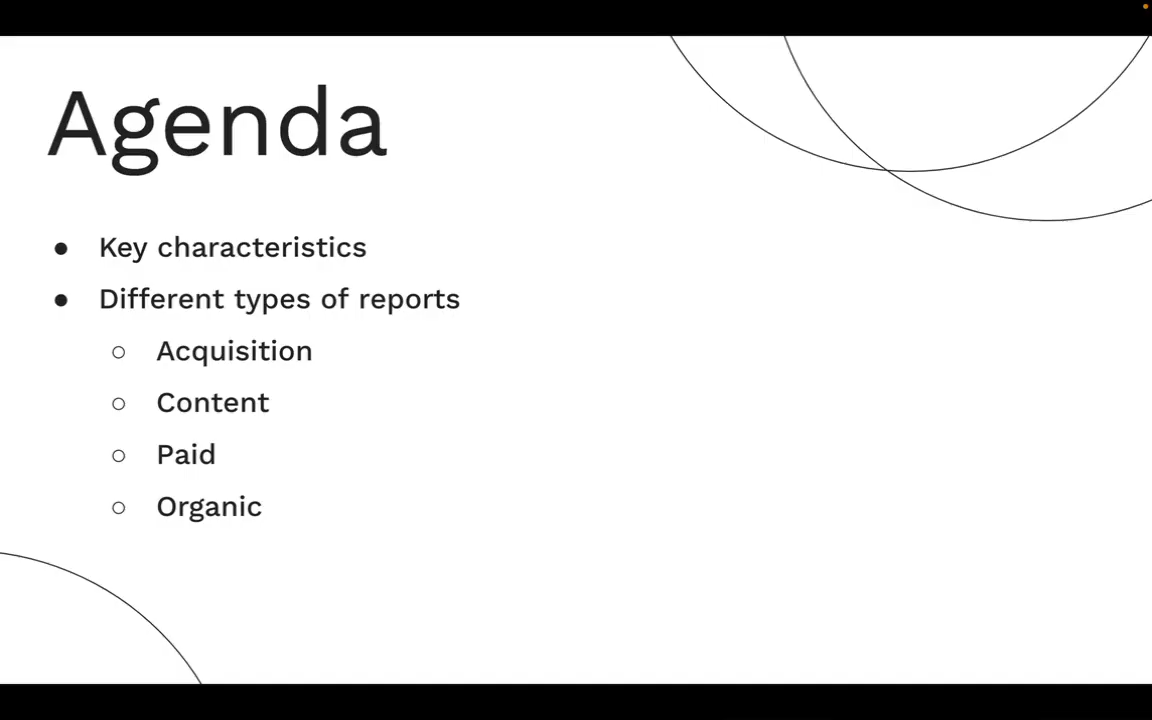 Agenda
● Key characteristics
● Different types of reports
○ Acquisition
○ Content
○ Paid
○ Organic